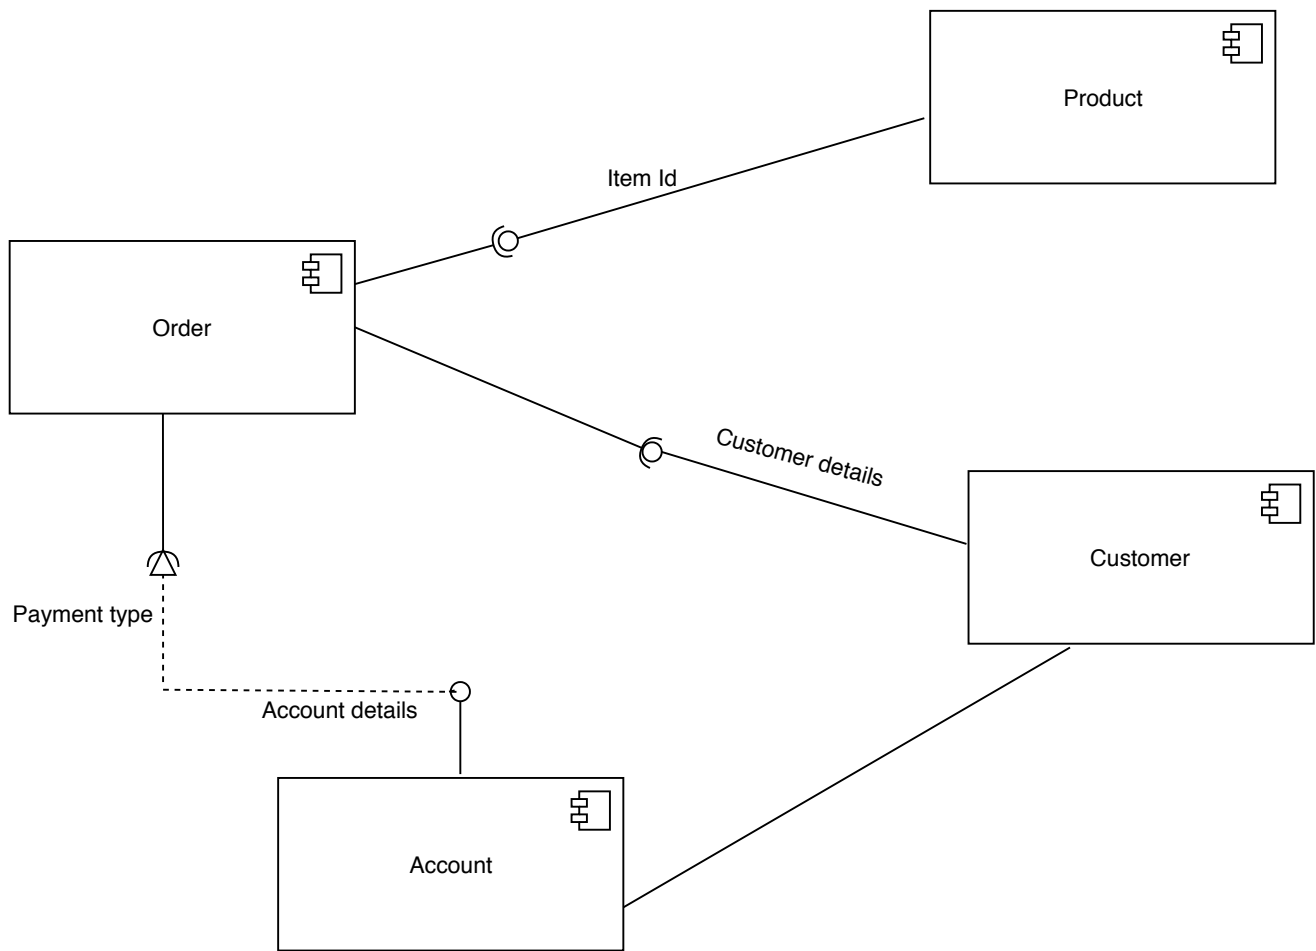 Product
Item Id
Order
Customer details
Customer
Payment type
Account details
Account